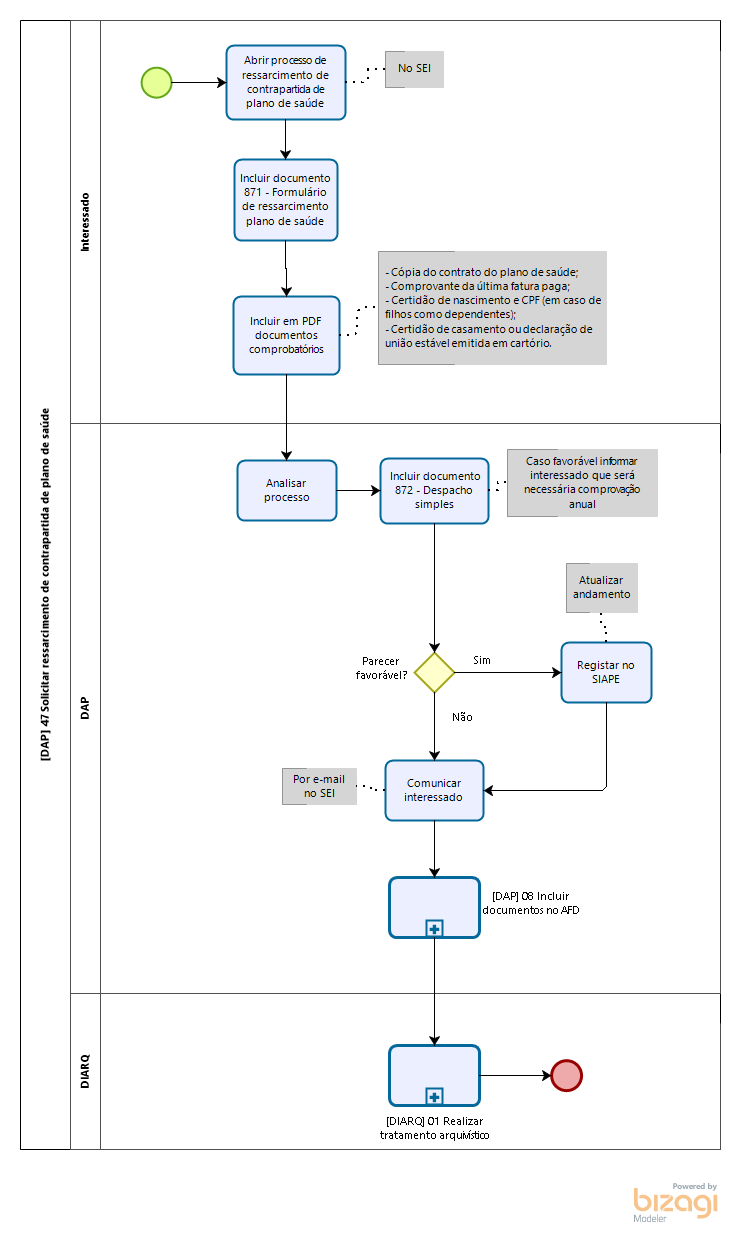 [DAP] 47 Solicitar ressarcimento de contrapartida de plano de saúde
Interessado
Abrir processo de
ressarcimento de
contrapartida de
plano de saúde
No SEI
Incluir documento
871 - Formulário
de ressarcimento
plano de saúde
Incluir em PDF
documentos
comprobatórios
- Cópia do contrato do plano de saúde;
- Comprovante da última fatura paga;
- Certidão de nascimento e CPF (em caso de
filhos como dependentes);
- Certidão de casamento ou declaração de
união estável emitida em cartório.
DAP
Analisar
processo
Incluir documento
872 - Despacho
simples
Caso favorável informar
interessado que será
necessária comprovação
anual
Atualizar
andamento
Parecer
favorável?
Sim
Registar no
SIAPE
Não
Por e-mail
no SEI
Comunicar
interessado
[DAP] 08 Incluir
documentos no AFD
DIARQ
[DIARQ] 01 Realizar
tratamento arquivístico
Powered by
bizagi
Modeler